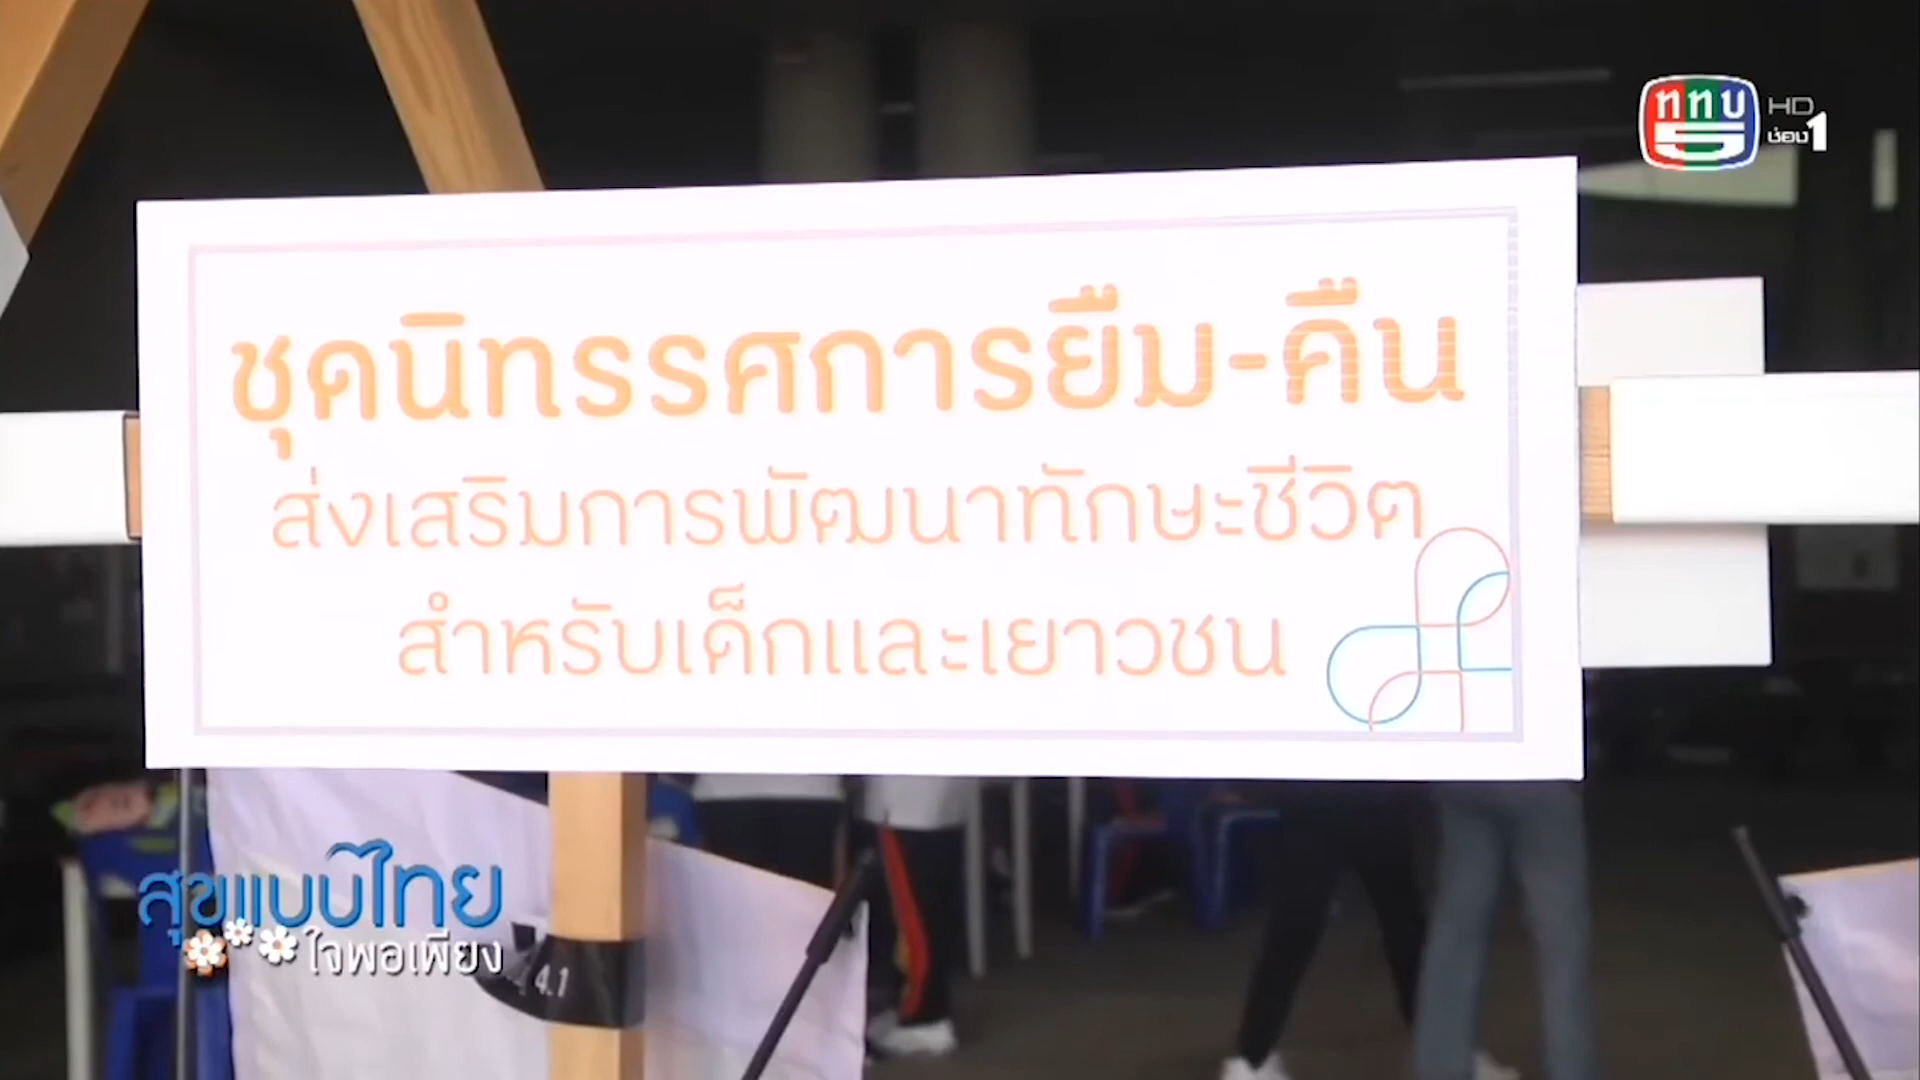 ททบ 5 HD
ช่อง 1
ชุดนิทรรศการยืม-คืน
ส่งเสริมการพัฒนาทักษะชีวิต
สำหรับเด็กและเยาวชน
สุขแบบไทย
ใจพอเพียง
4.1